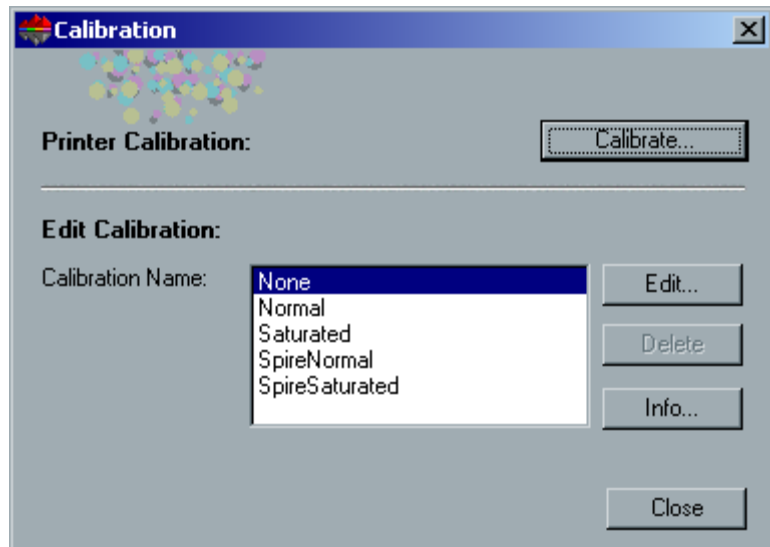 Calibration
Printer Calibration:
Calibrate...
Edit Calibration:
Calibration Name:
None
Normal
Saturated
SpireNormal
SpireSaturated
Edit...
Delete
Info...
Close